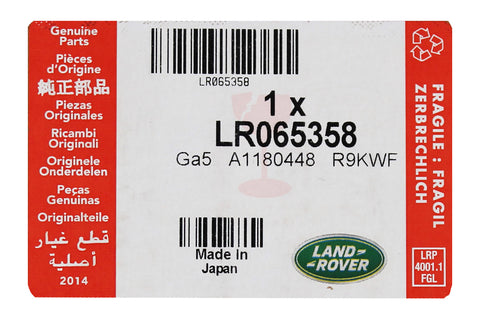 Genuine
Parts
Pièces
d'Origine
純正部品
Piezas
Originales
Ricambi
Originali
Originele
Onderdelen
Peças
Genuinas
Originalteile
قطع غيار
أصلية
2014
LR065358
1 x
LR065358
Ga5 A1180448 R9KWF
Made In
Japan
LAND-
ROVER
FRAGILE : FRAGIL
ZERBRECHLICH
LRP
4001.1
FGL